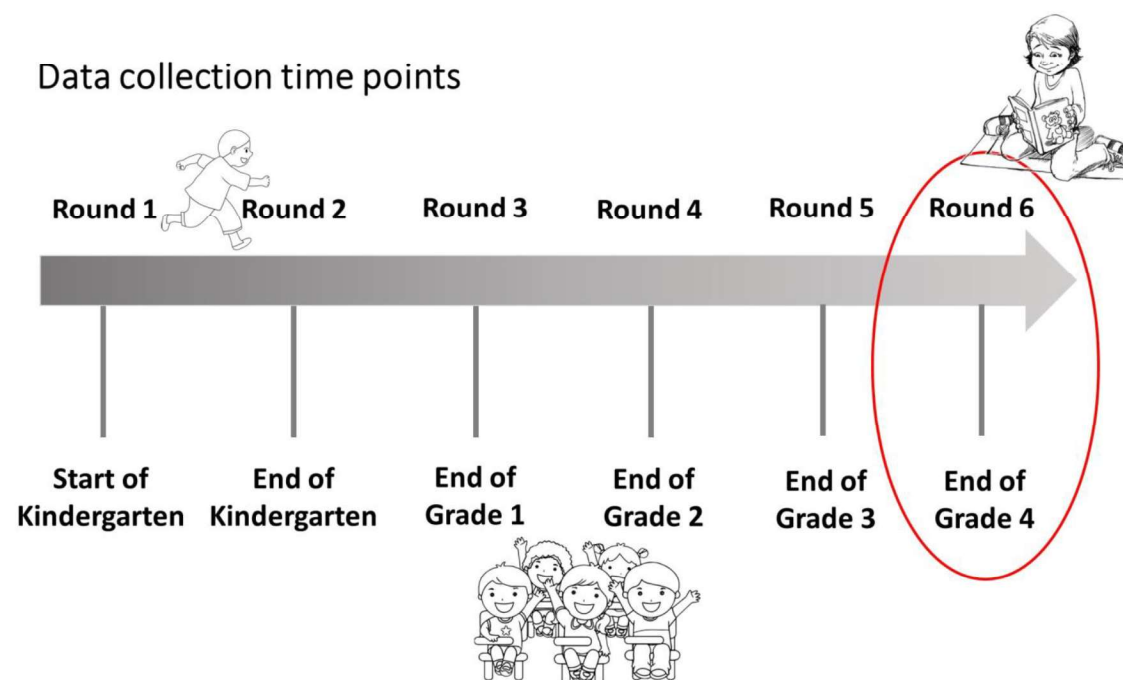 Data collection time points
Round 1
Round 2
Round 3
Round 4
Round 5
Round 6
Start of
Kindergarten
End of
Kindergarten
End of
Grade 1
End of
Grade 2
End of
Grade 3
End of
Grade 4